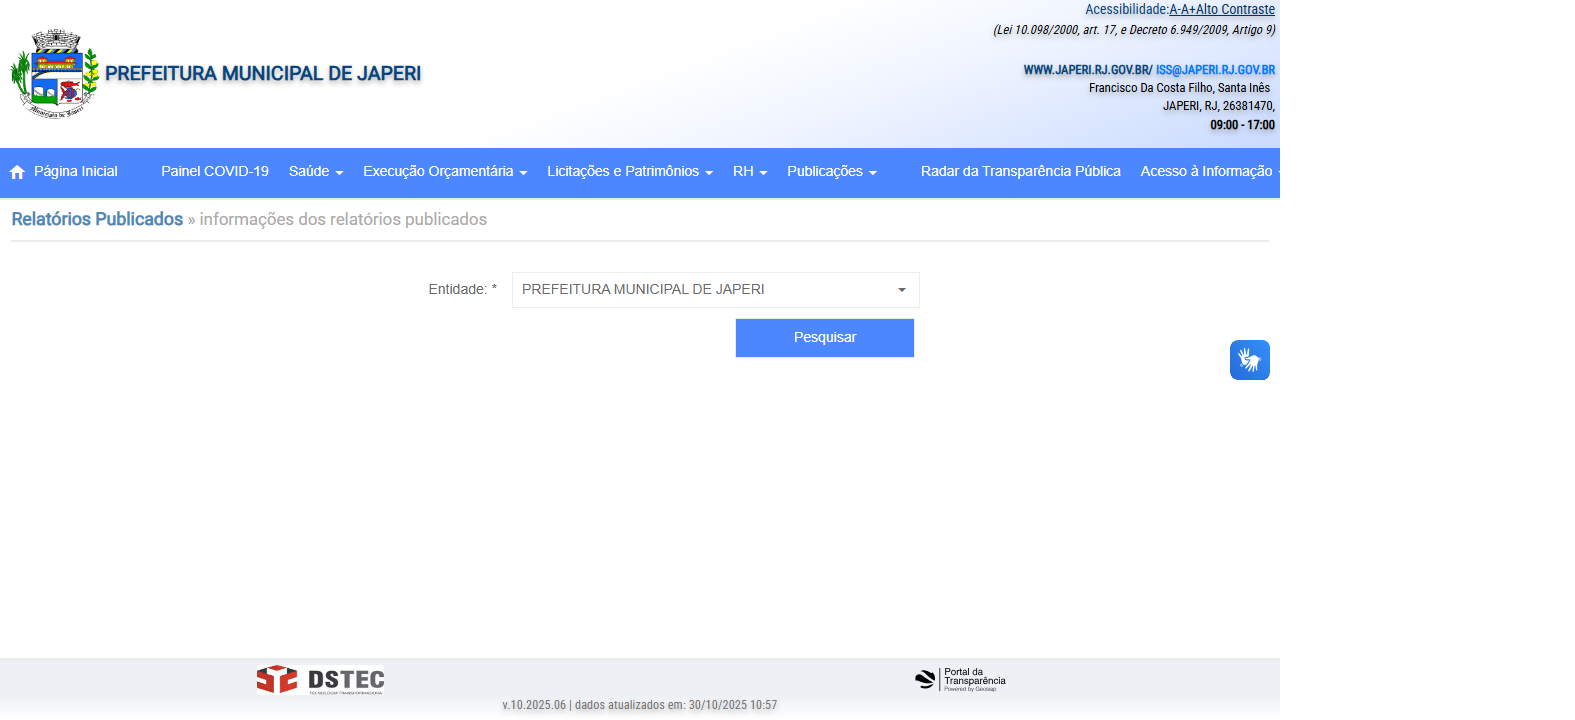 Acessibilidade:A-A+Alto Contraste
(Lei 10.098/2000, art. 17, e Decreto 6.949/2009, Artigo 9)
PREFEITURA MUNICIPAL DE JAPERI
WWW.JAPERI.RJ.GOV.BR/ ISS@JAPERI.RJ.GOV.BR
Francisco Da Costa Filho, Santa Inês
JAPERI, RJ, 26381470,
09:00 - 17:00
Página Inicial Painel COVID-19 Saúde Execução Orçamentária Licitações e Patrimônios RH Publicações Radar da Transparência Pública Acesso à Informação
Relatórios Publicados » informações dos relatórios publicados
Entidade: * PREFEITURA MUNICIPAL DE JAPERI
Pesquisar
DSTEC
TECNOLOGIA TRANSFORMADORA
Portal da
Transparência
Powered by Geosiap
v.10.2025.06 | dados atualizados em: 30/10/2025 10:57